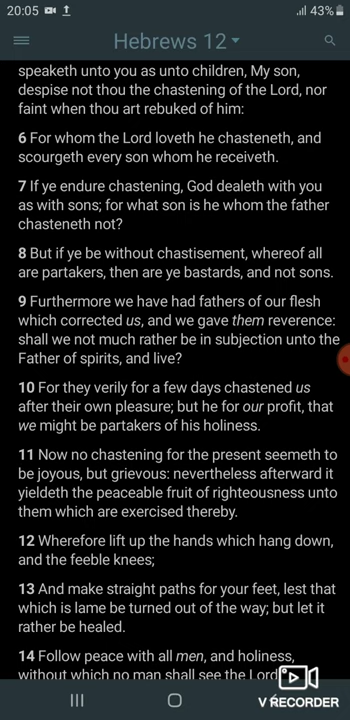 20:05 43%
Hebrews 12
speaketh unto you as unto children, My son,
despise not thou the chastening of the Lord, nor
faint when thou art rebuked of him:
6 For whom the Lord loveth he chasteneth, and
scourgeth every son whom he receiveth.
7 If ye endure chastening, God dealeth with you
as with sons; for what son is he whom the father
chasteneth not?
8 But if ye be without chastisement, whereof all
are partakers, then are ye bastards, and not sons.
9 Furthermore we have had fathers of our flesh
which corrected us, and we gave them reverence:
shall we not much rather be in subjection unto the
Father of spirits, and live?
10 For they verily for a few days chastened us
after their own pleasure; but he for our profit, that
we might be partakers of his holiness.
11 Now no chastening for the present seemeth to
be joyous, but grievous: nevertheless afterward it
yieldeth the peaceable fruit of righteousness unto
them which are exercised thereby.
12 Wherefore lift up the hands which hang down,
and the feeble knees;
13 And make straight paths for your feet, lest that
which is lame be turned out of the way; but let it
rather be healed.
14 Follow peace with all men, and holiness,
without which no man shall see the Lord
V RECORDER